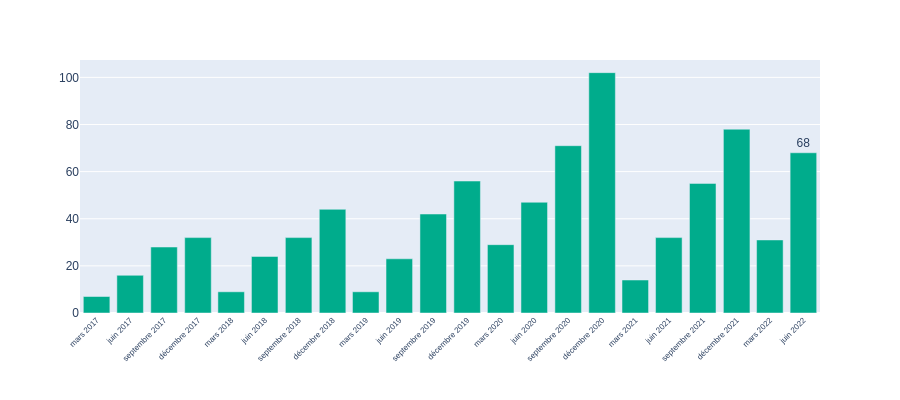 100
80
60
40
20
0
68
mars 2017
juin 2017
septembre 2017
décembre 2017
mars 2018
juin 2018
septembre 2018
décembre 2018
mars 2019
juin 2019
septembre 2019
décembre 2019
mars 2020
juin 2020
septembre 2020
décembre 2020
mars 2021
juin 2021
septembre 2021
décembre 2021
mars 2022
juin 2022